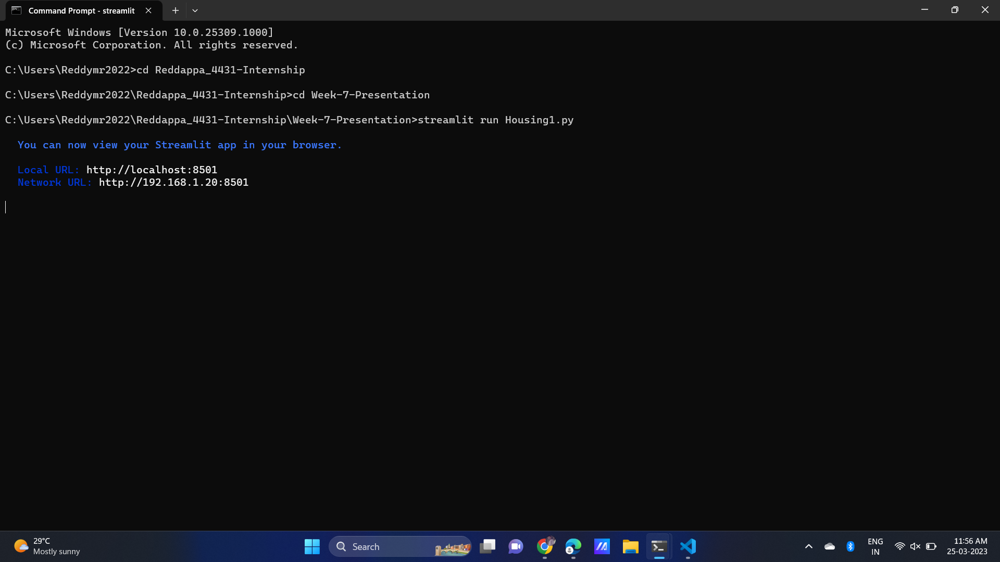 Command Prompt - streamlit
Microsoft Windows [Version 10.0.25309.1000]
(c) Microsoft Corporation. All rights reserved.
C:\Users\Reddymr2022>cd Reddappa_4431-Internship
C:\Users\Reddymr2022\Reddappa_4431-Internship>cd Week-7-Presentation
C:\Users\Reddymr2022\Reddappa_4431-Internship\Week-7-Presentation>streamlit run Housing1.py
You can now view your Streamlit app in your browser.
Local URL: http://localhost:8501
Network URL: http://192.168.1.20:8501
29°C
Mostly sunny
Search
ENG
IN
11:56 AM
25-03-2023